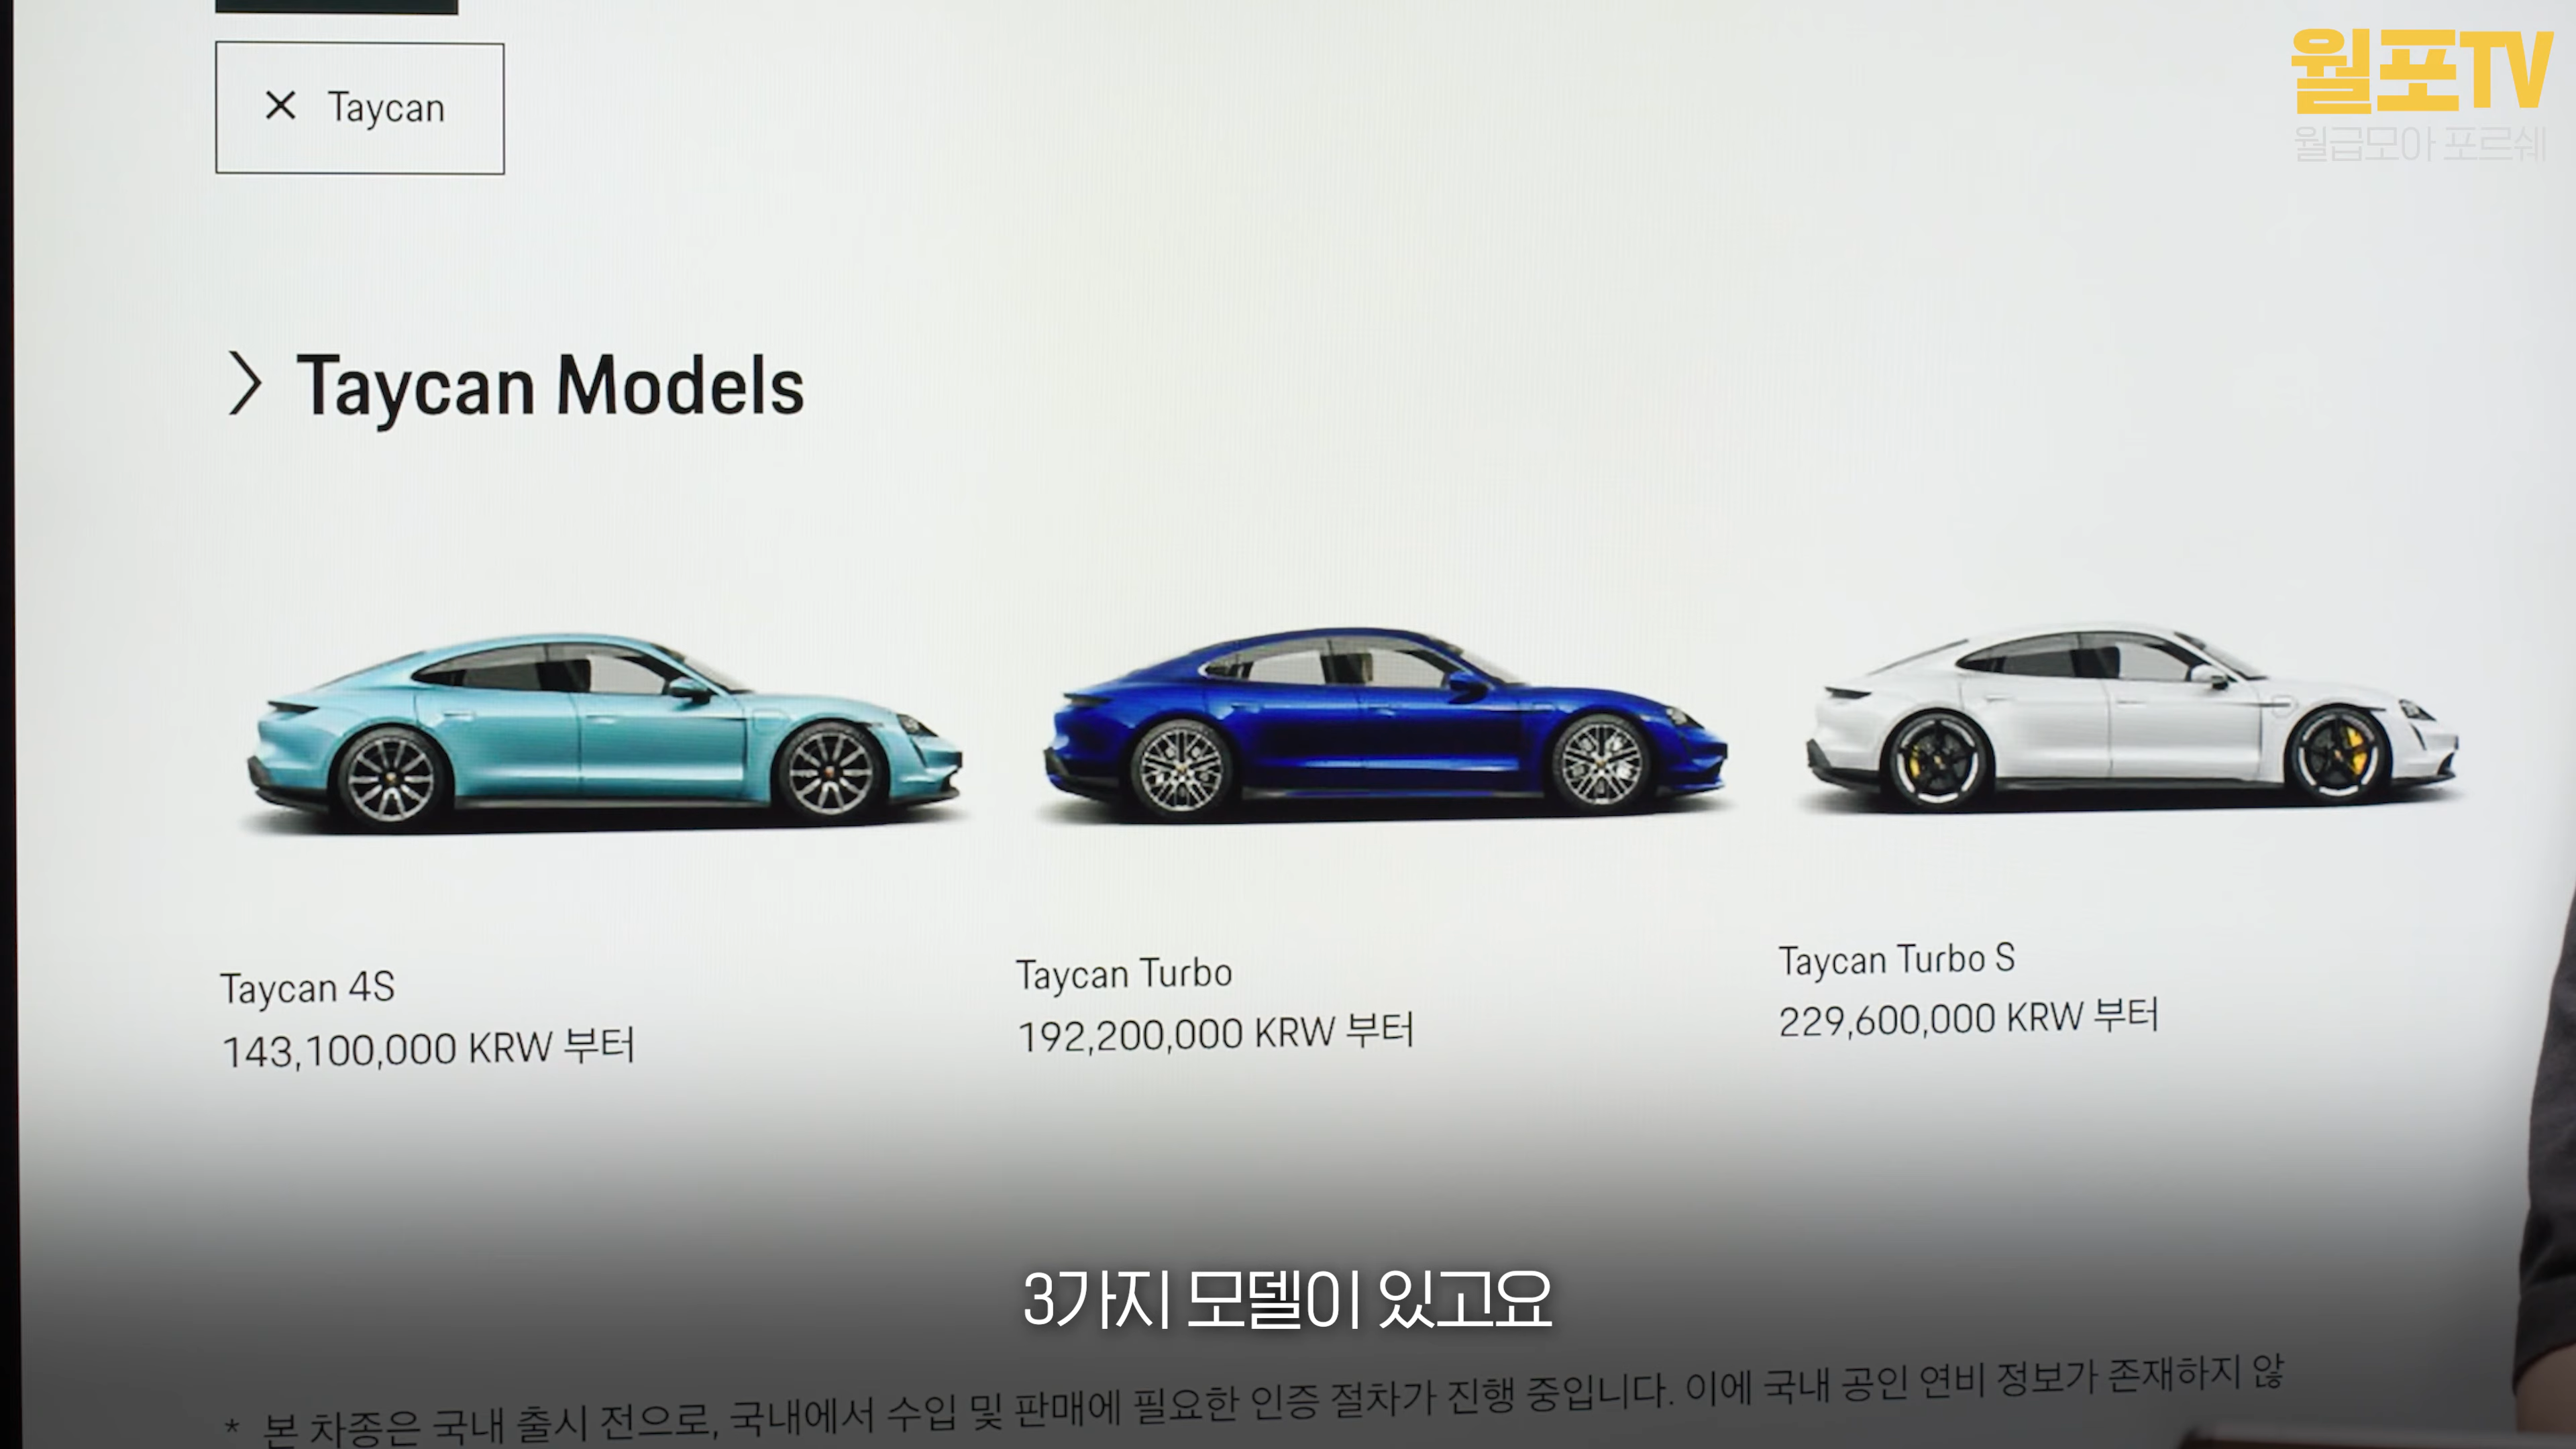 월포TV
월급모아 포르쉐
× Taycan
> Taycan Models
Taycan 4S
143,100,000 KRW 부터
Taycan Turbo
192,200,000 KRW 부터
Taycan Turbo S
229,600,000 KRW 부터
3가지 모델이 있고요
* 본 차종은 국내 출시 전으로, 국내에서 수입 및 판매에 필요한 인증 절차가 진행 중입니다. 이에 국내 공인 연비 정보가 존재하지 않